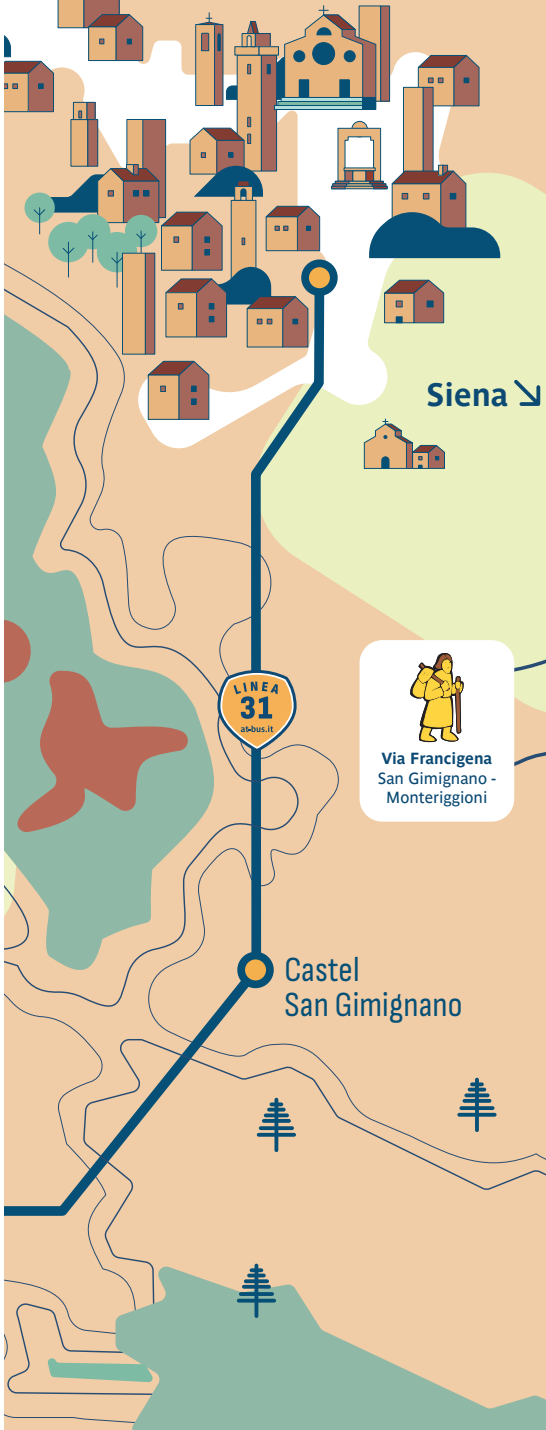 Siena
LINEA
31
at-bus.it
Via Francigena
San Gimignano -
Monteriggioni
Castel
San Gimignano